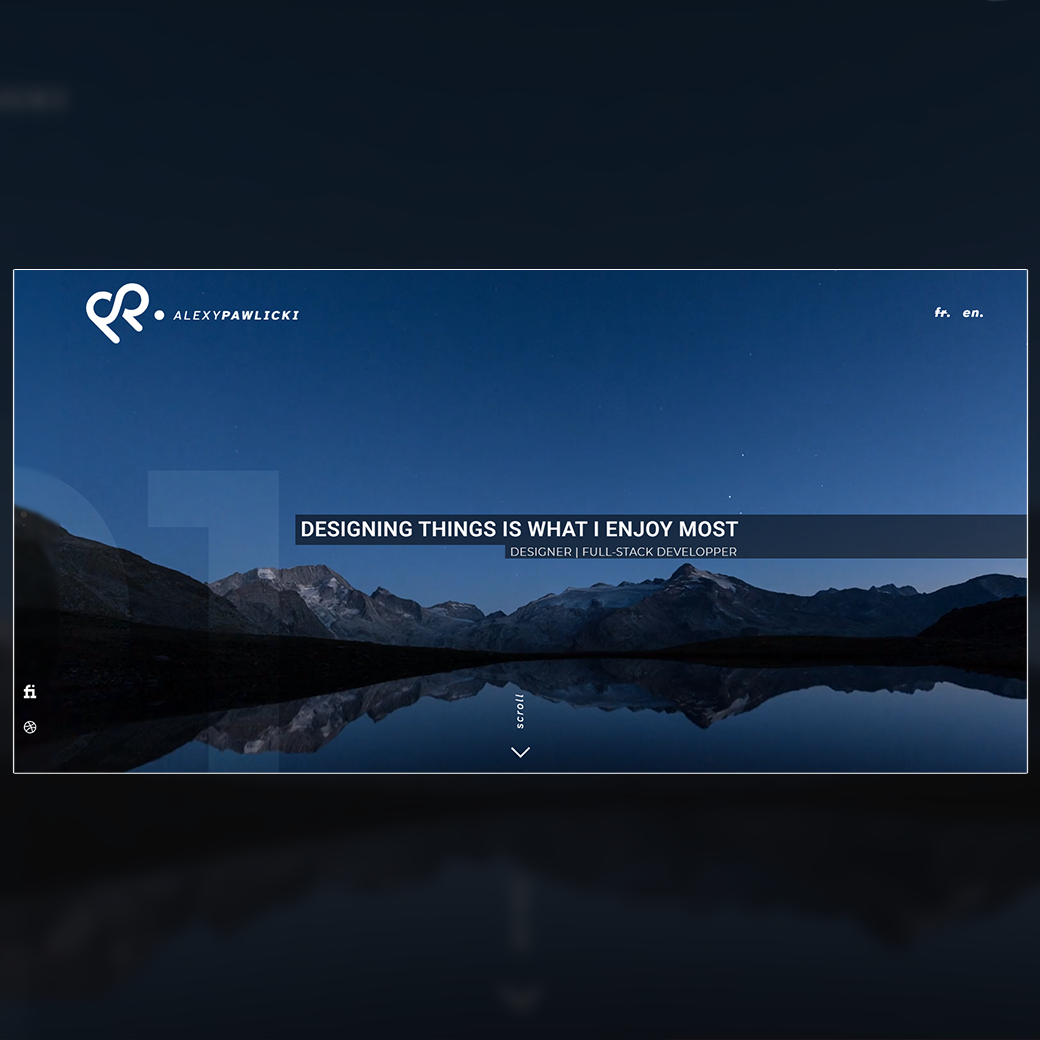 ALEXYPAWLICKI
fr. en.
01
DESIGNING THINGS IS WHAT I ENJOY MOST
DESIGNER | FULL-STACK DEVELOPPER
fi
scroll